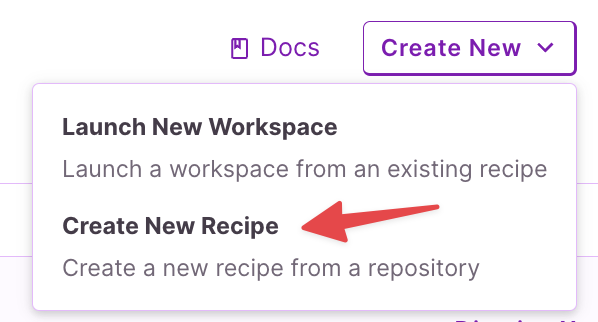 Docs
Create New
Launch New Workspace
Launch a workspace from an existing recipe
Create New Recipe
Create a new recipe from a repository